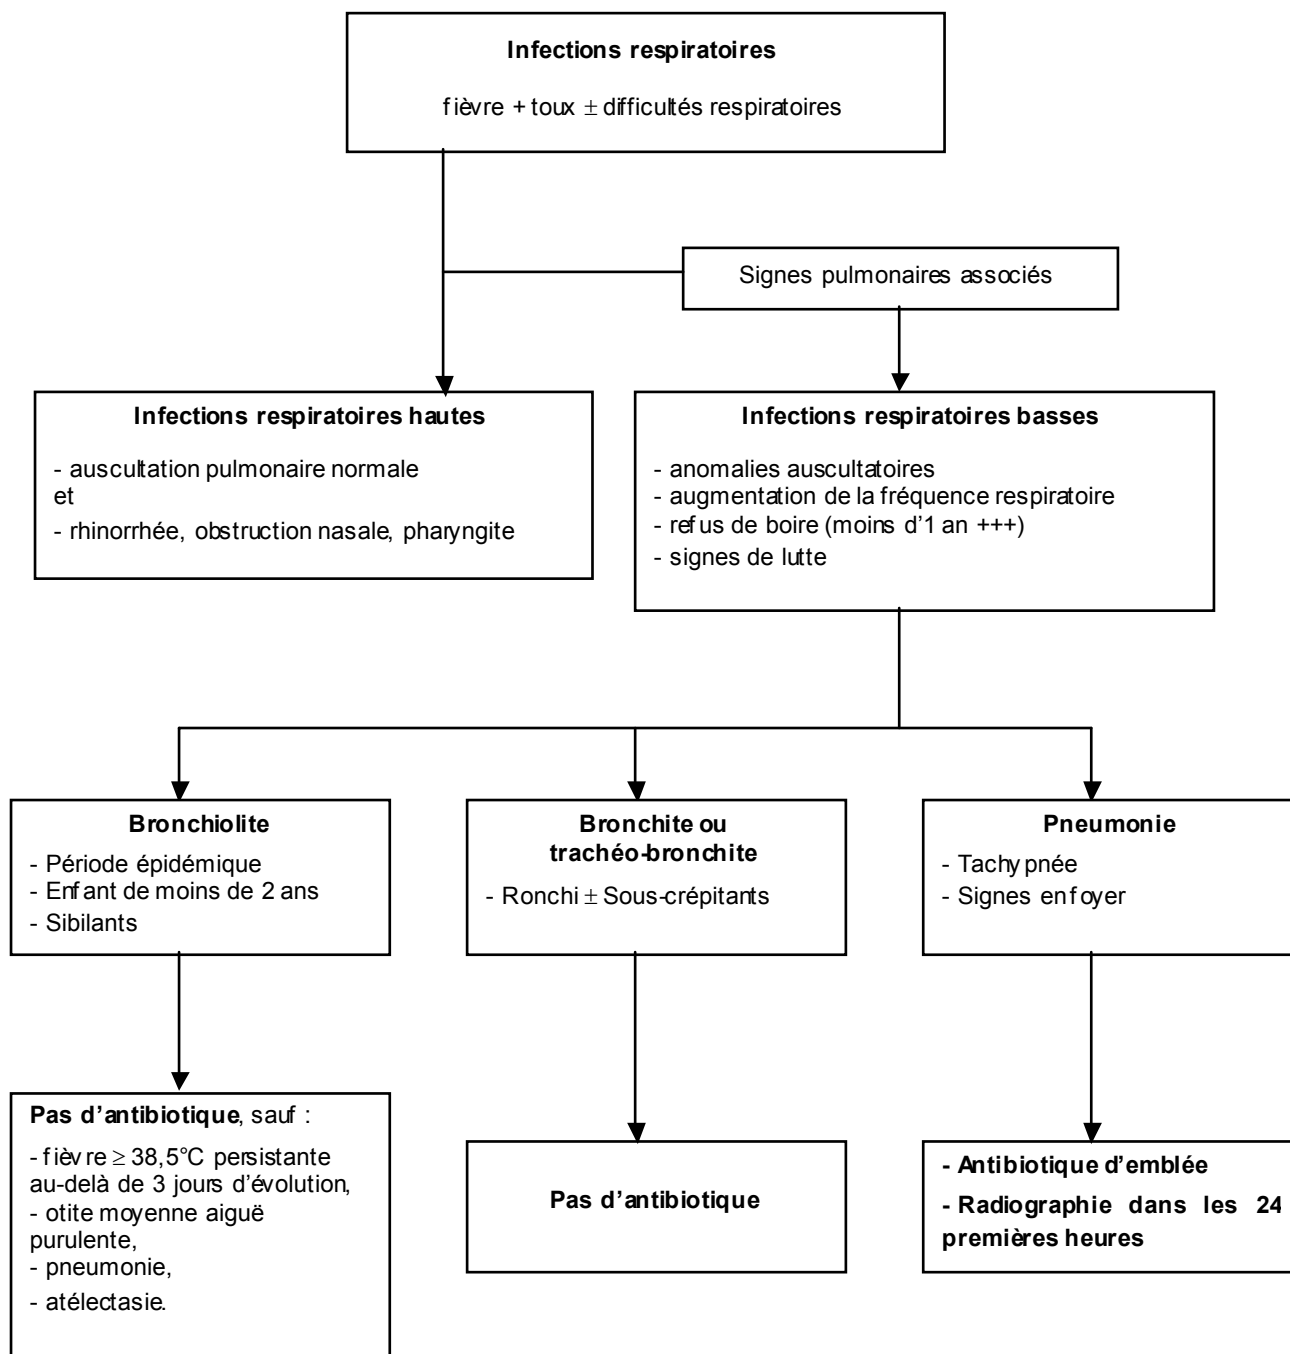 Infections respiratoires
fièvre + toux ± difficultés respiratoires
Signes pulmonaires associés
Infections respiratoires hautes
- auscultation pulmonaire normale
et
- rhinorrhée, obstruction nasale, pharyngite
Infections respiratoires basses
- anomalies auscultatoires
- augmentation de la fréquence respiratoire
- refus de boire (moins d'1 an +++)
- signes de lutte
Bronchiolite
- Période épidémique
- Enfant de moins de 2 ans
- Sibilants
Bronchite ou
trachéo-bronchite
- Ronchi ± Sous-crépitants
Pneumonie
- Tachypnée
- Signes en foyer
Pas d'antibiotique, sauf :
- fièvre ≥ 38,5°C persistante
au-delà de 3 jours d'évolution,
- otite moyenne aiguë
purulente,
- pneumonie,
- atélectasie.
Pas d'antibiotique
- Antibiotique d'emblée
- Radiographie dans les 24
premières heures